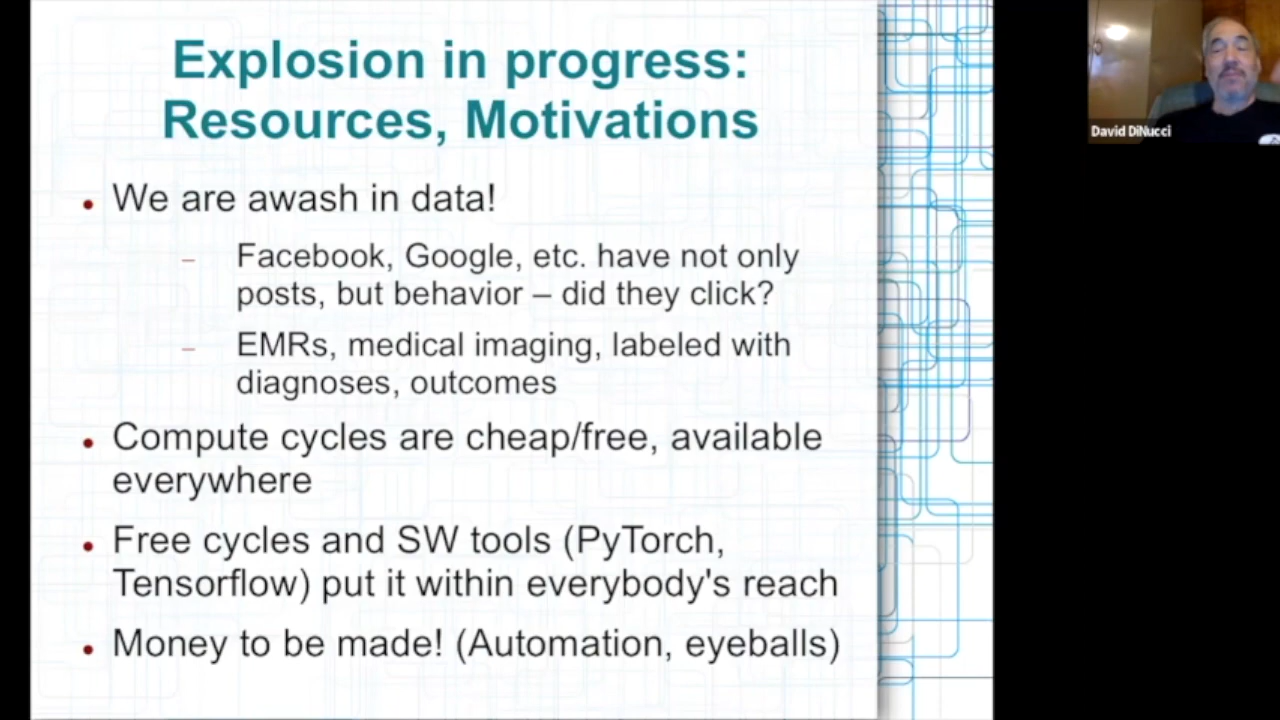 Explosion in progress:
Resources, Motivations
• We are awash in data!
– Facebook, Google, etc. have not only
posts, but behavior – did they click?
– EMRs, medical imaging, labeled with
diagnoses, outcomes
• Compute cycles are cheap/free, available
everywhere
• Free cycles and SW tools (PyTorch,
Tensorflow) put it within everybody's reach
• Money to be made! (Automation, eyeballs)
David DiNucci